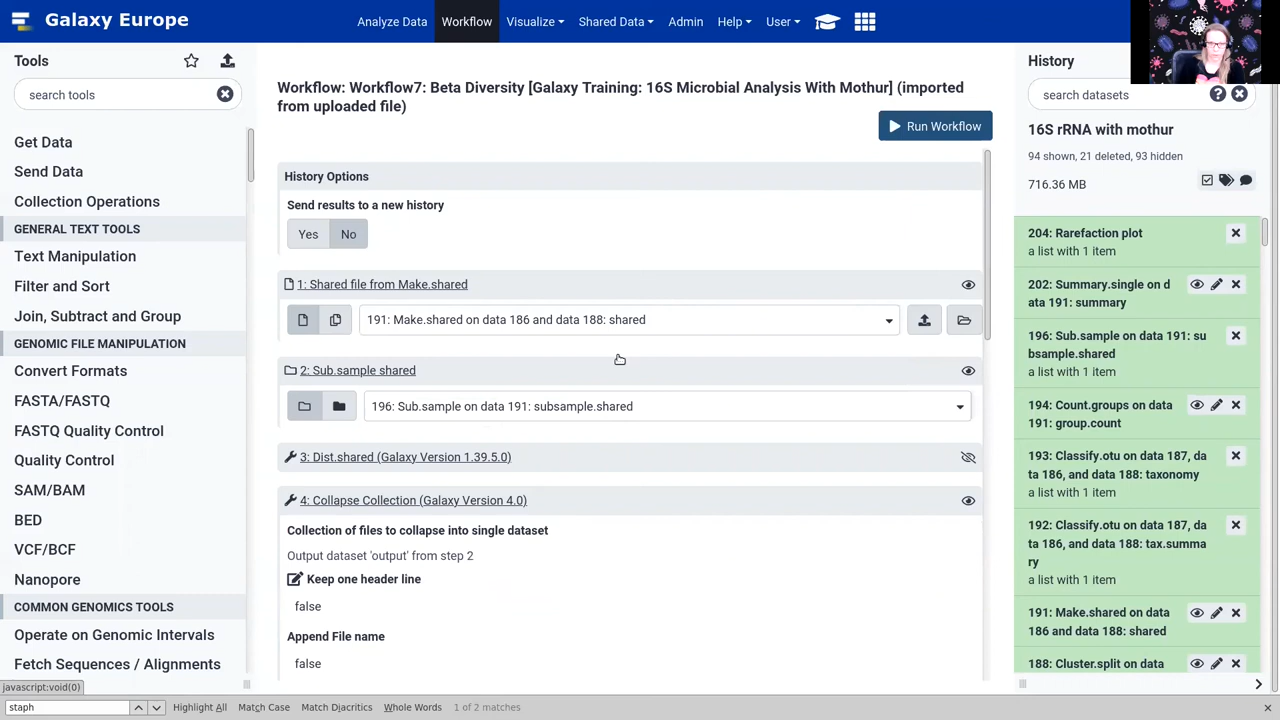 Galaxy Europe
Analyze Data
Workflow
Visualize
Shared Data
Admin
Help
User
Tools
search tools
Get Data
Send Data
Collection Operations
GENERAL TEXT TOOLS
Text Manipulation
Filter and Sort
Join, Subtract and Group
GENOMIC FILE MANIPULATION
Convert Formats
FASTA/FASTQ
FASTQ Quality Control
Quality Control
SAM/BAM
BED
VCF/BCF
Nanopore
COMMON GENOMICS TOOLS
Operate on Genomic Intervals
Fetch Sequences / Alignments
javascript:void(0)
Workflow: Workflow7: Beta Diversity [Galaxy Training: 16S Microbial Analysis With Mothur] (imported
from uploaded file)
Run Workflow
History Options
Send results to a new history
Yes
No
1: Shared file from Make.shared
191: Make.shared on data 186 and data 188: shared
2: Sub.sample shared
196: Sub.sample on data 191: subsample.shared
3: Dist.shared (Galaxy Version 1.39.5.0)
4: Collapse Collection (Galaxy Version 4.0)
Collection of files to collapse into single dataset
Output dataset 'output' from step 2
Keep one header line
false
Append File name
false
History
search datasets
16S rRNA with mothur
94 shown, 21 deleted, 93 hidden
716.36 MB
204: Rarefaction plot
a list with 1 item
202: Summary.single on d
ata 191: summary
196: Sub.sample on data 191: su
bsample.shared
a list with 1 item
194: Count.groups on data
191: group.count
193: Classify.otu on data 187, da
ta 186, and data 188: taxonomy
a list with 1 item
192: Classify.otu on data 187, da
ta 186, and data 188: tax.summa
ry
a list with 1 item
191: Make.shared on data
186 and data 188: shared
188: Cluster.split on data
staph
Highlight All
Match Case
Match Diacritics
Whole Words
1 of 2 matches